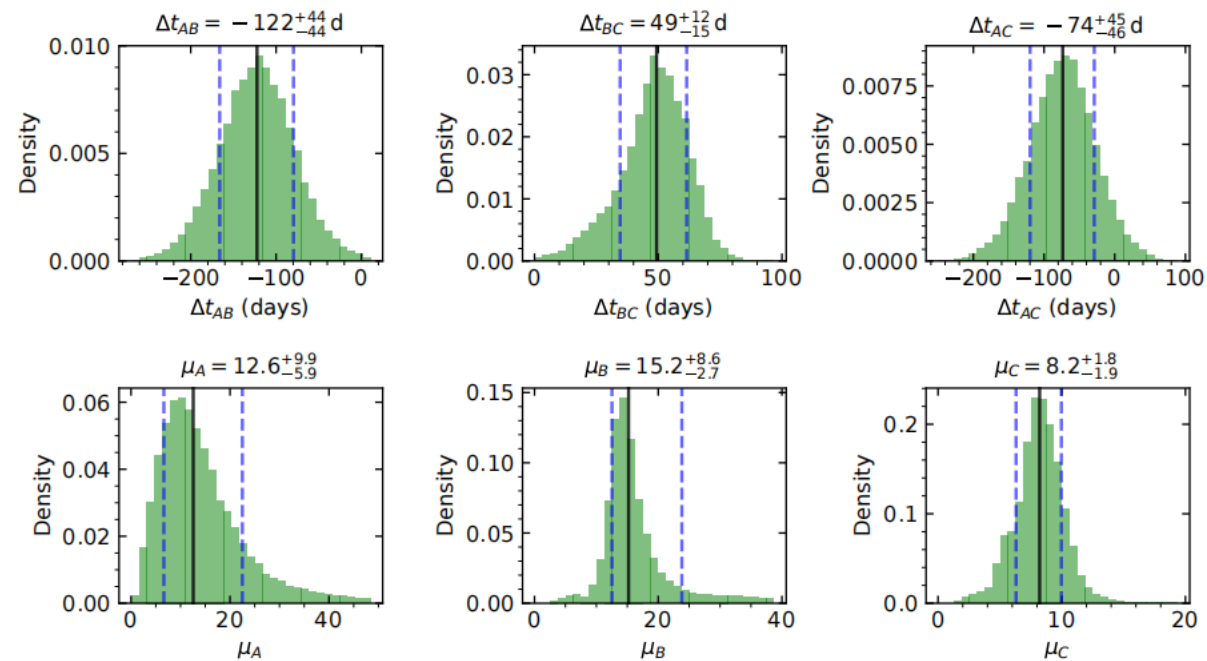 Δt_AB = −122^{+44}_{−44} d
Δt_BC = 49^{+12}_{−15} d
Δt_AC = −74^{+45}_{−46} d
0.010
0.005
0.000
Density
−200
−100
0
Δt_AB (days)
0.03
0.02
0.01
0.00
Density
0
50
100
Δt_BC (days)
0.0075
0.0050
0.0025
0.0000
Density
−200
−100
0
100
Δt_AC (days)
μ_A = 12.6^{+9.9}_{−5.9}
μ_B = 15.2^{+8.6}_{−2.7}
μ_C = 8.2^{+1.8}_{−1.9}
0.06
0.04
0.02
0.00
Density
0
20
40
μ_A
0.15
0.10
0.05
0.00
Density
0
20
40
μ_B
0.2
0.1
0.0
Density
0
10
20
μ_C